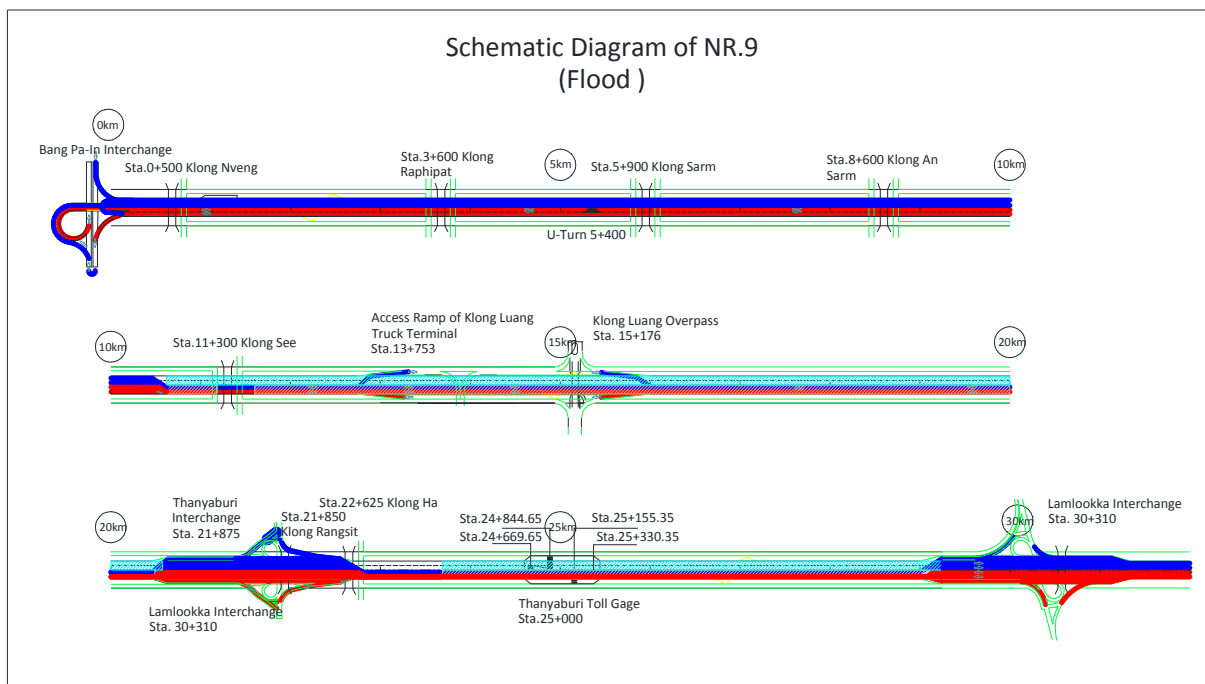 Schematic Diagram of NR.9
(Flood )
0km
Bang Pa-In Interchange
Sta.0+500 Klong Nveng
Sta.3+600 Klong
Raphipat
5km
Sta.5+900 Klong Sarm
Sta.8+600 Klong An
Sarm
10km
U-Turn 5+400
10km
Sta.11+300 Klong See
Access Ramp of Klong Luang
Truck Terminal
Sta.13+753
15km
Klong Luang Overpass
Sta. 15+176
20km
20km
Thanyaburi
Interchange
Sta. 21+875
Sta.21+850
Klong Rangsit
Sta.22+625 Klong Ha
Sta.24+844.65
Sta.24+669.65
25km
Sta.25+155.35
Sta.25+330.35
30km
Lamlookka Interchange
Sta. 30+310
Lamlookka Interchange
Sta. 30+310
Thanyaburi Toll Gage
Sta.25+000